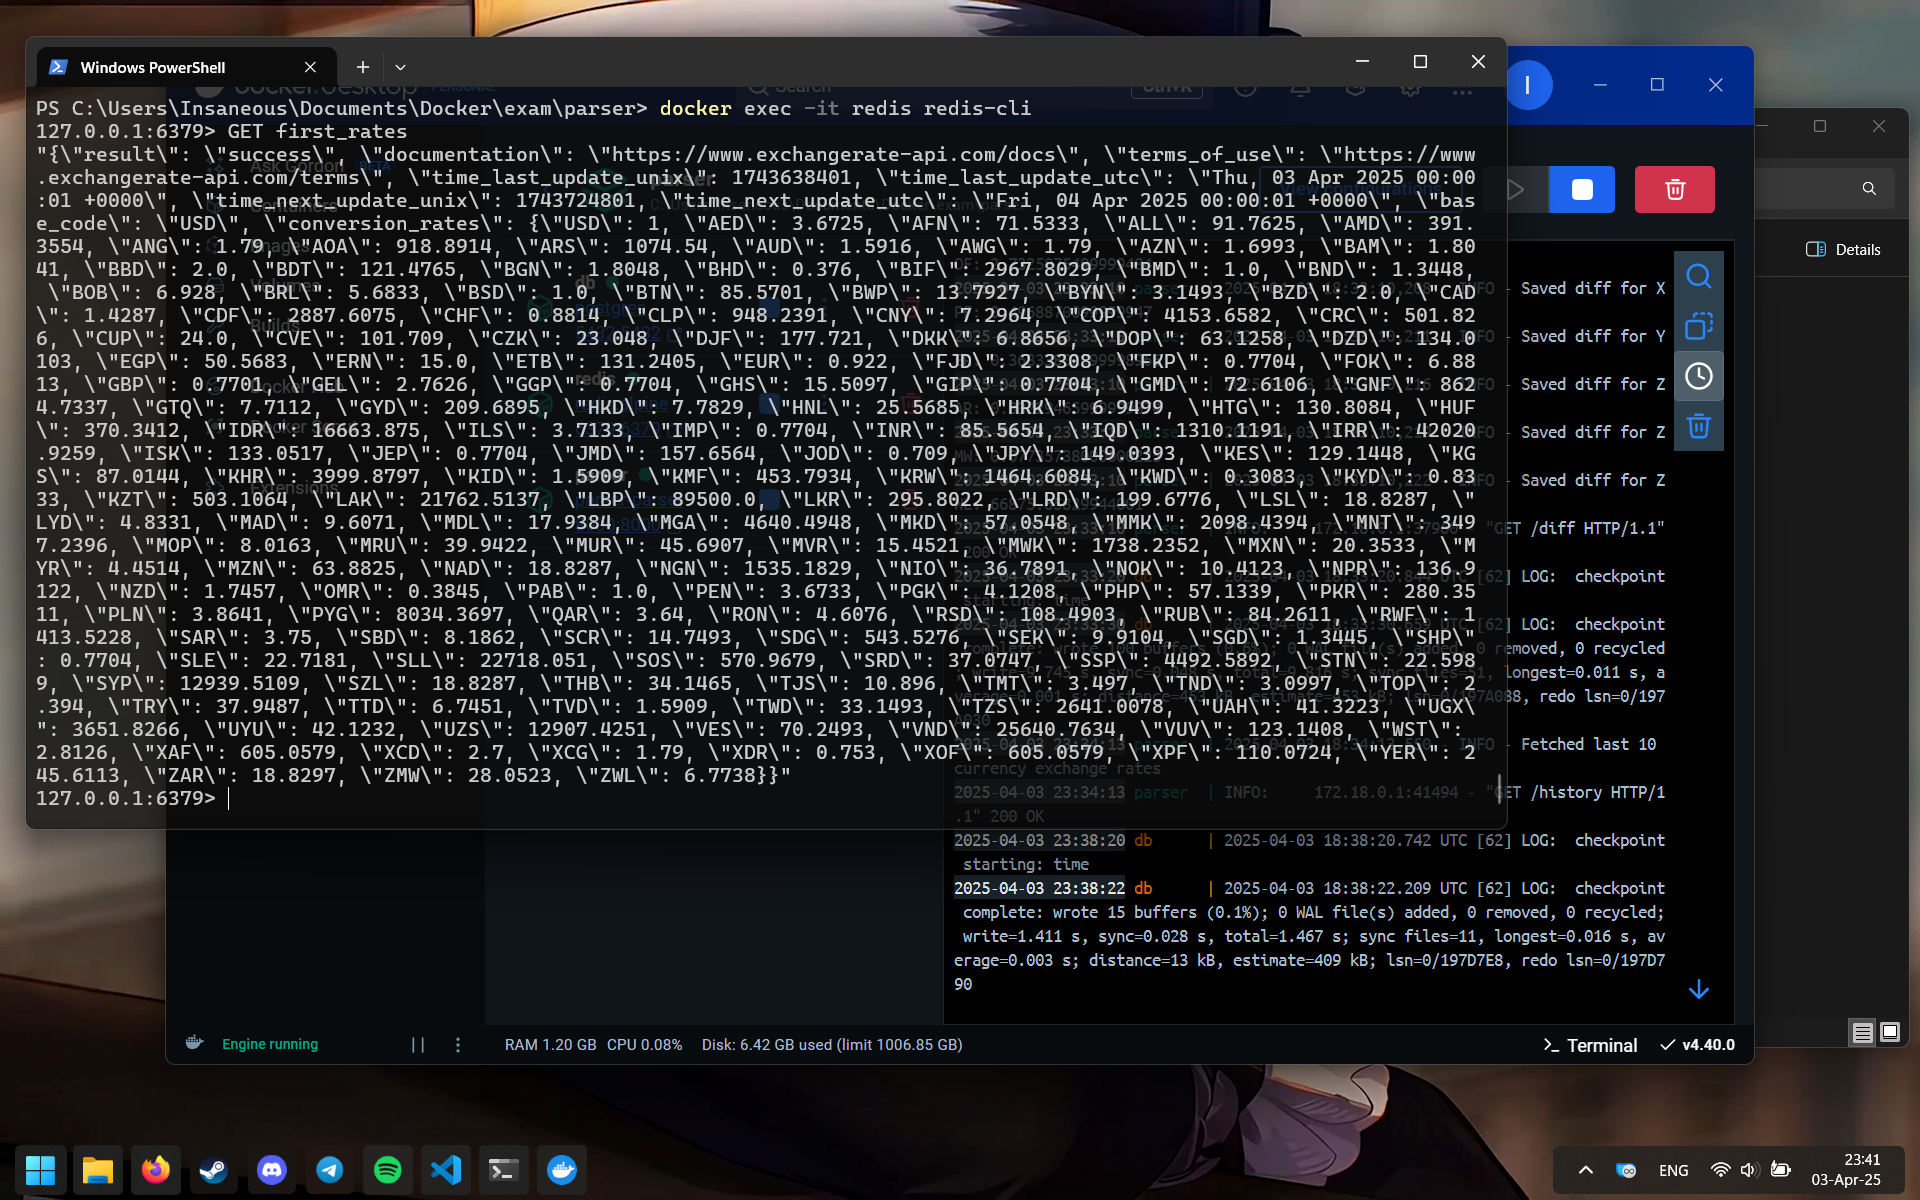 Windows PowerShell
PS C:\Users\Insaneous\Documents\Docker\exam\parser> docker exec -it redis redis-cli
127.0.0.1:6379> GET first_rates
"{\"result\": \"success\", \"documentation\": \"https://www.exchangerate-api.com/docs\", \"terms_of_use\": \"https://www
.exchangerate-api.com/terms\", \"time_last_update_unix\": 1743638401, \"time_last_update_utc\": \"Thu, 03 Apr 2025 00:00
:01 +0000\", \"time_next_update_unix\": 1743724801, \"time_next_update_utc\": \"Fri, 04 Apr 2025 00:00:01 +0000\", \"bas
e_code\": \"USD\", \"conversion_rates\": {\"USD\": 1, \"AED\": 3.6725, \"AFN\": 71.5333, \"ALL\": 91.7625, \"AMD\": 391.
3554, \"ANG\": 1.79, \"AOA\": 918.8914, \"ARS\": 1074.54, \"AUD\": 1.5916, \"AWG\": 1.79, \"AZN\": 1.6993, \"BAM\": 1.80
41, \"BBD\": 2.0, \"BDT\": 121.4765, \"BGN\": 1.8048, \"BHD\": 0.376, \"BIF\": 2967.8029, \"BMD\": 1.0, \"BND\": 1.3448,
\"BOB\": 6.928, \"BRL\": 5.6833, \"BSD\": 1.0, \"BTN\": 85.5701, \"BWP\": 13.7927, \"BYN\": 3.1493, \"BZD\": 2.0, \"CAD
\": 1.4287, \"CDF\": 2887.6075, \"CHF\": 0.8814, \"CLP\": 948.2391, \"CNY\": 7.2964, \"COP\": 4153.6582, \"CRC\": 501.82
6, \"CUP\": 24.0, \"CVE\": 101.709, \"CZK\": 23.048, \"DJF\": 177.721, \"DKK\": 6.8656, \"DOP\": 63.1258, \"DZD\": 134.0
103, \"EGP\": 50.5683, \"ERN\": 15.0, \"ETB\": 131.2405, \"EUR\": 0.922, \"FJD\": 2.3308, \"FKP\": 0.7704, \"FOK\": 6.88
13, \"GBP\": 0.7701, \"GEL\": 2.7626, \"GGP\": 0.7704, \"GHS\": 15.5097, \"GIP\": 0.7704, \"GMD\": 72.6106, \"GNF\": 862
4.7337, \"GTQ\": 7.7112, \"GYD\": 209.6895, \"HKD\": 7.7829, \"HNL\": 25.5685, \"HRK\": 6.9499, \"HTG\": 130.8084, \"HUF
\": 370.3412, \"IDR\": 16663.875, \"ILS\": 3.7133, \"IMP\": 0.7704, \"INR\": 85.5654, \"IQD\": 1310.1191, \"IRR\": 42020
.9259, \"ISK\": 133.0517, \"JEP\": 0.7704, \"JMD\": 157.6564, \"JOD\": 0.709, \"JPY\": 149.0393, \"KES\": 129.1448, \"KG
S\": 87.0144, \"KHR\": 3999.8797, \"KID\": 1.5909, \"KMF\": 453.7934, \"KRW\": 1464.6084, \"KWD\": 0.3083, \"KYD\": 0.83
33, \"KZT\": 503.1064, \"LAK\": 21762.5137, \"LBP\": 89500.0, \"LKR\": 295.8022, \"LRD\": 199.6776, \"LSL\": 18.8287, \"
LYD\": 4.8331, \"MAD\": 9.6071, \"MDL\": 17.9384, \"MGA\": 4640.4948, \"MKD\": 57.0548, \"MMK\": 2098.4394, \"MNT\": 349
7.2396, \"MOP\": 8.0163, \"MRU\": 39.9422, \"MUR\": 45.6907, \"MVR\": 15.4521, \"MWK\": 1738.2352, \"MXN\": 20.3533, \"M
YR\": 4.4514, \"MZN\": 63.8825, \"NAD\": 18.8287, \"NGN\": 1535.1829, \"NIO\": 36.7891, \"NOK\": 10.4123, \"NPR\": 136.9
122, \"NZD\": 1.7457, \"OMR\": 0.3845, \"PAB\": 1.0, \"PEN\": 3.6733, \"PGK\": 4.1208, \"PHP\": 57.1339, \"PKR\": 280.35
11, \"PLN\": 3.8641, \"PYG\": 8034.3697, \"QAR\": 3.64, \"RON\": 4.6076, \"RSD\": 108.4903, \"RUB\": 84.2611, \"RWF\": 1
413.5228, \"SAR\": 3.75, \"SBD\": 8.1862, \"SCR\": 14.7493, \"SDG\": 543.5276, \"SEK\": 9.9104, \"SGD\": 1.3445, \"SHP\"
: 0.7704, \"SLE\": 22.7181, \"SLL\": 22718.051, \"SOS\": 570.9679, \"SRD\": 37.0747, \"SSP\": 4492.5892, \"STN\": 22.598
9, \"SYP\": 12939.5109, \"SZL\": 18.8287, \"THB\": 34.1465, \"TJS\": 10.896, \"TMT\": 3.497, \"TND\": 3.0997, \"TOP\": 2
.394, \"TRY\": 37.9487, \"TTD\": 6.7451, \"TVD\": 1.5909, \"TWD\": 33.1493, \"TZS\": 2641.0078, \"UAH\": 41.3223, \"UGX\
": 3651.8266, \"UYU\": 42.1232, \"UZS\": 12907.4251, \"VES\": 70.2493, \"VND\": 25640.7634, \"VUV\": 123.1408, \"WST\":
2.8126, \"XAF\": 605.0579, \"XCD\": 2.7, \"XCG\": 1.79, \"XDR\": 0.753, \"XOF\": 605.0579, \"XPF\": 110.0724, \"YER\": 2
45.6113, \"ZAR\": 18.8297, \"ZMW\": 28.0523, \"ZWL\": 6.7738}}"
127.0.0.1:6379>
I
Details
- Saved diff for X
- Saved diff for Y
- Saved diff for Z
- Saved diff for Z
- Saved diff for Z
"GET /diff HTTP/1.1"
LOG: checkpoint
LOG: checkpoint
removed, 0 recycled
longest=0.011 s, a
redo lsn=0/197
- Fetched last 10
currency exchange rates
2025-04-03 23:34:13 parser | INFO: 172.18.0.1:41494 - "GET /history HTTP/1
.1" 200 OK
2025-04-03 23:38:20 db | 2025-04-03 18:38:20.742 UTC [62] LOG: checkpoint
starting: time
2025-04-03 23:38:22 db | 2025-04-03 18:38:22.209 UTC [62] LOG: checkpoint
complete: wrote 15 buffers (0.1%); 0 WAL file(s) added, 0 removed, 0 recycled;
write=1.411 s, sync=0.028 s, total=1.467 s; sync files=11, longest=0.016 s, av
erage=0.003 s; distance=13 kB, estimate=409 kB; lsn=0/197D7E8, redo lsn=0/197D7
90
Engine running
RAM 1.20 GB CPU 0.08% Disk: 6.42 GB used (limit 1006.85 GB)
Terminal
v4.40.0
ENG
23:41
03-Apr-25